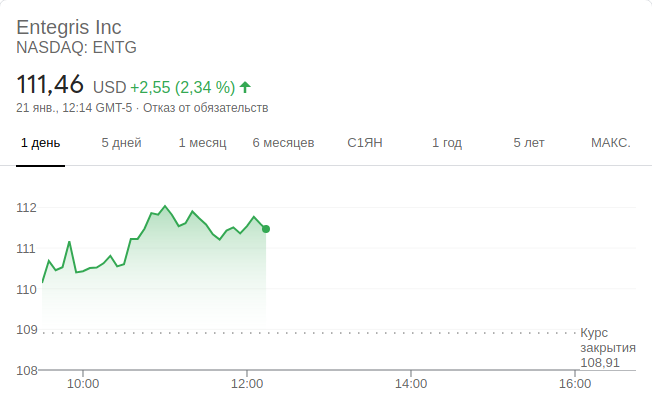 Entegris Inc
NASDAQ: ENTG
111,46 USD +2,55 (2,34 %)
21 янв., 12:14 GMT-5 · Отказ от обязательств
1 день 5 дней 1 месяц 6 месяцев С1ЯН 1 год 5 лет МАКС.
112
111
110
109
Курс
закрытия
108,91
108
10:00 12:00 14:00 16:00